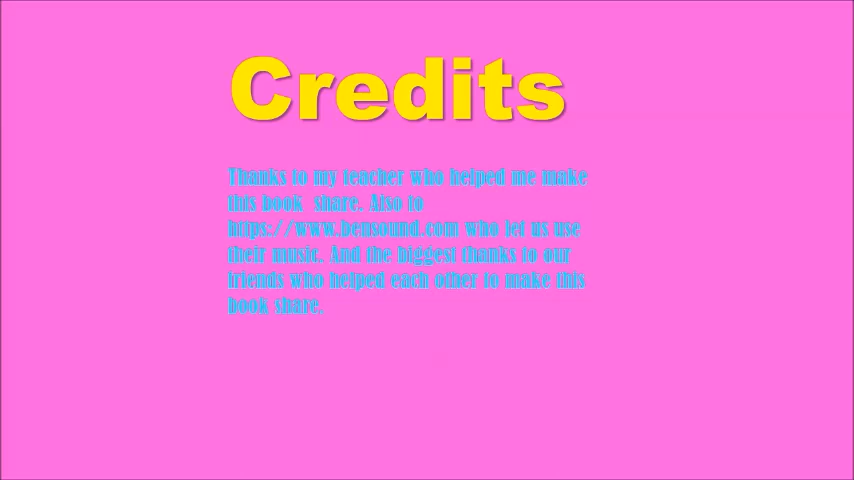 Credits
Thanks to my teacher who helped me make
this book  share. Also to
https://www.bensound.com who let us use
their music. And the biggest thanks to our
friends who helped each other to make this
book share.